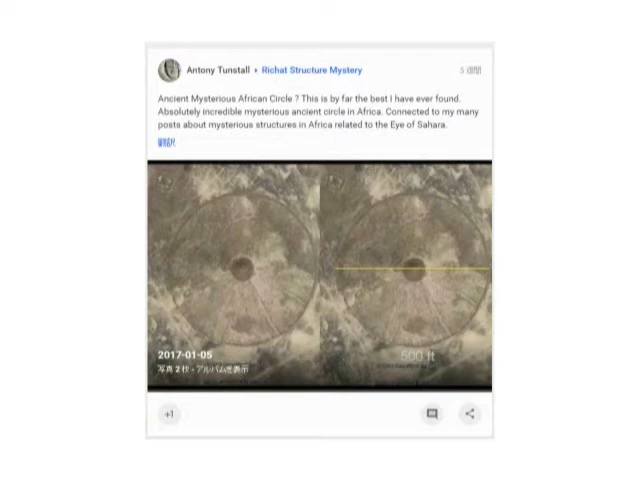 Antony Tunstall ▸ Richat Structure Mystery
5 週間
Ancient Mysterious African Circle ? This is by far the best I have ever found.
Absolutely incredible mysterious ancient circle in Africa. Connected to my many
posts about mysterious structures in Africa related to the Eye of Sahara.
翻訳
2017-01-05
写真 2 枚 - アルバムを表示
500 ft
+1